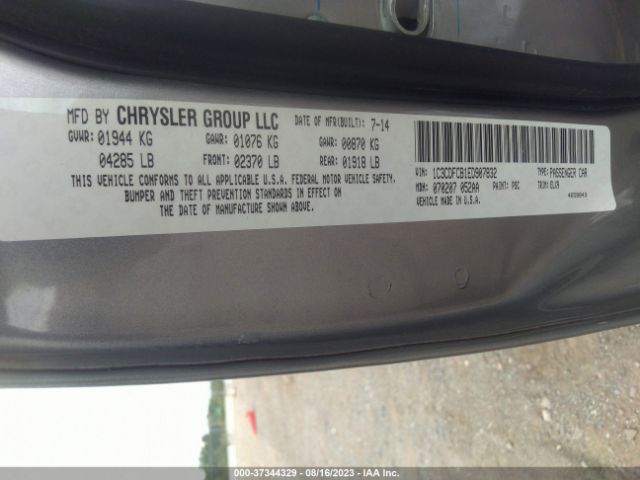 MFD BY CHRYSLER GROUP LLC DATE OF MFR(BUILT): 7-14
GVWR: 01944 KG GAWR: 01076 KG GAWR: 00870 KG
04285 LB FRONT: 02370 LB REAR: 01918 LB
THIS VEHICLE CONFORMS TO ALL APPLICABLE U.S.A. FEDERAL MOTOR VEHICLE SAFETY,
BUMPER AND THEFT PREVENTION STANDARDS IN EFFECT ON
THE DATE OF MANUFACTURE SHOWN ABOVE.
VIN: 1C3CDFCB1ED907832 TYPE: PASSENGER CAR
MDH: 070207 052AA PAINT: PSC TRIM: ELX9
VEHICLE MADE IN U.S.A.
000-37344329 - 08/16/2023 - IAA Inc.